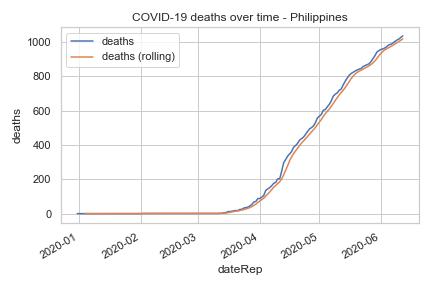 COVID-19 deaths over time - Philippines
deaths
deaths (rolling)
1000
800
600
400
200
0
deaths
2020-01
2020-02
2020-03
2020-04
2020-05
2020-06
dateRep